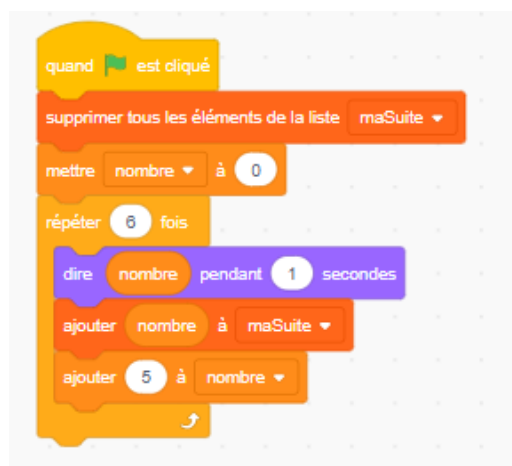 quand est cliqué
supprimer tous les éléments de la liste maSuite
mettre nombre à 0
répéter 6 fois
dire nombre pendant 1 secondes
ajouter nombre à maSuite
ajouter 5 à nombre